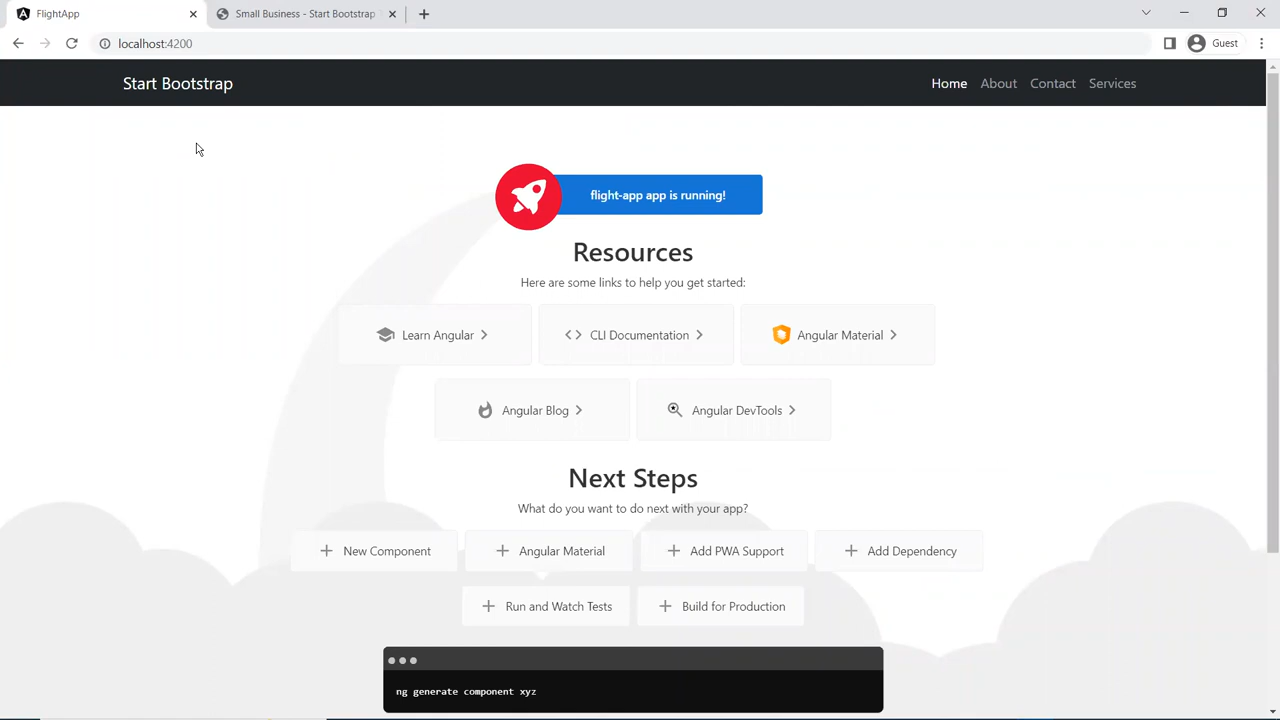 FlightApp
Small Business - Start Bootstrap
localhost:4200
Guest
Start Bootstrap
Home About Contact Services
flight-app app is running!
Resources
Here are some links to help you get started:
Learn Angular
CLI Documentation
Angular Material
Angular Blog
Angular DevTools
Next Steps
What do you want to do next with your app?
New Component
Angular Material
Add PWA Support
Add Dependency
Run and Watch Tests
Build for Production
ng generate component xyz